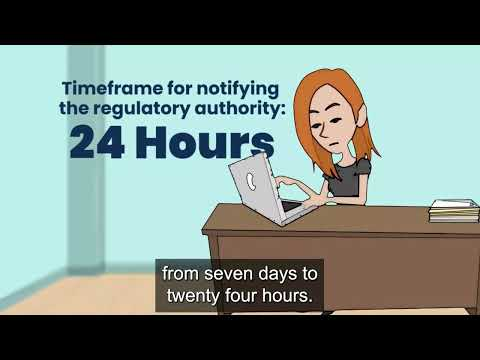 Timeframe for notifying
the regulatory authority:
24 Hours
from seven days to
twenty four hours.